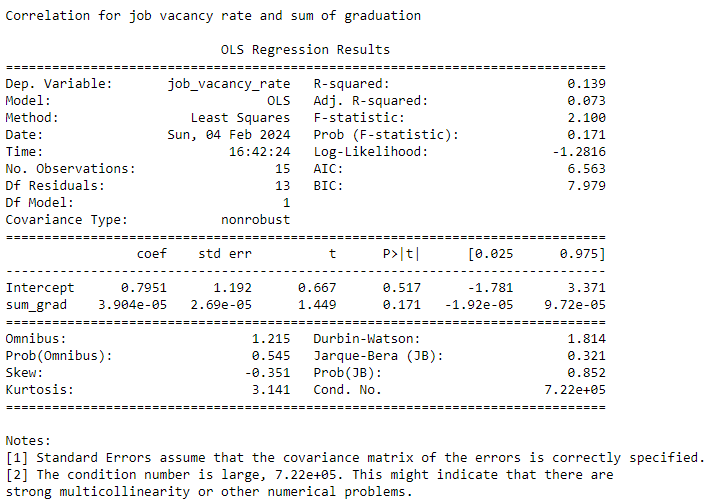 Correlation for job vacancy rate and sum of graduation
OLS Regression Results
==============================================================================
Dep. Variable: job_vacancy_rate R-squared: 0.139
Model: OLS Adj. R-squared: 0.073
Method: Least Squares F-statistic: 2.100
Date: Sun, 04 Feb 2024 Prob (F-statistic): 0.171
Time: 16:42:24 Log-Likelihood: -1.2816
No. Observations: 15 AIC: 6.563
Df Residuals: 13 BIC: 7.979
Df Model: 1
Covariance Type: nonrobust
==============================================================================
coef std err t P>|t| [0.025 0.975]
------------------------------------------------------------------------------
Intercept 0.7951 1.192 0.667 0.517 -1.781 3.371
sum_grad 3.904e-05 2.69e-05 1.449 0.171 -1.92e-05 9.72e-05
==============================================================================
Omnibus: 1.215 Durbin-Watson: 1.814
Prob(Omnibus): 0.545 Jarque-Bera (JB): 0.321
Skew: -0.351 Prob(JB): 0.852
Kurtosis: 3.141 Cond. No. 7.22e+05
==============================================================================
Notes:
[1] Standard Errors assume that the covariance matrix of the errors is correctly specified.
[2] The condition number is large, 7.22e+05. This might indicate that there are
strong multicollinearity or other numerical problems.